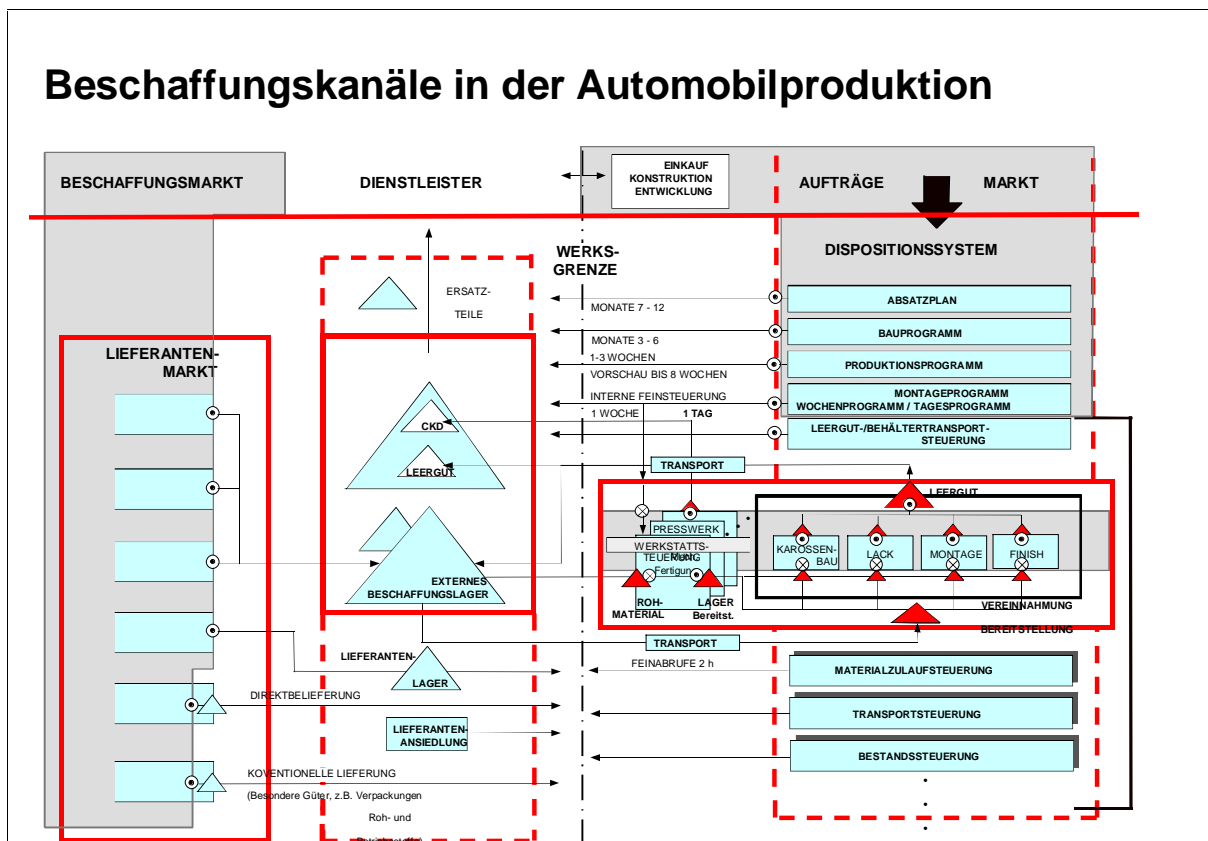 Beschaffungskanäle in der Automobilproduktion
BESCHAFFUNGSMARKT
DIENSTLEISTER
EINKAUF
KONSTRUKTION
ENTWICKLUNG
AUFTRÄGE
MARKT
WERKS-
GRENZE
DISPOSITIONSSYSTEM
ERSATZ-
TEILE
MONATE 7 - 12
ABSATZPLAN
MONATE 3 - 6
BAUPROGRAMM
LIEFERANTEN-
MARKT
1-3 WOCHEN
VORSCHAU BIS 8 WOCHEN
PRODUKTIONSPROGRAMM
INTERNE FEINSTEUERUNG
1 WOCHE
1 TAG
MONTAGEPROGRAMM
WOCHENPROGRAMM / TAGESPROGRAMM
LEERGUT-/BEHÄLTERTRANSPORT-
STEUERUNG
CKD
LEERGUT
TRANSPORT
LEERGUT
PRESSWERK
WERKSTATTS-
TEUERUNG
Fertigun
KAROSSEN-
BAU
LACK
MONTAGE
FINISH
EXTERNES
BESCHAFFUNGSLAGER
ROH-
MATERIAL
LAGER
Bereitst.
VEREINNAHMUNG
BEREITSTELLUNG
TRANSPORT
LIEFERANTEN-
LAGER
FEINABRUFE 2 h
MATERIALZULAUFSTEUERUNG
DIREKTBELIEFERUNG
TRANSPORTSTEUERUNG
LIEFERANTEN-
ANSIEDLUNG
BESTANDSSTEUERUNG
KOVENTIONELLE LIEFERUNG
(Besondere Güter, z.B. Verpackungen
Roh- und